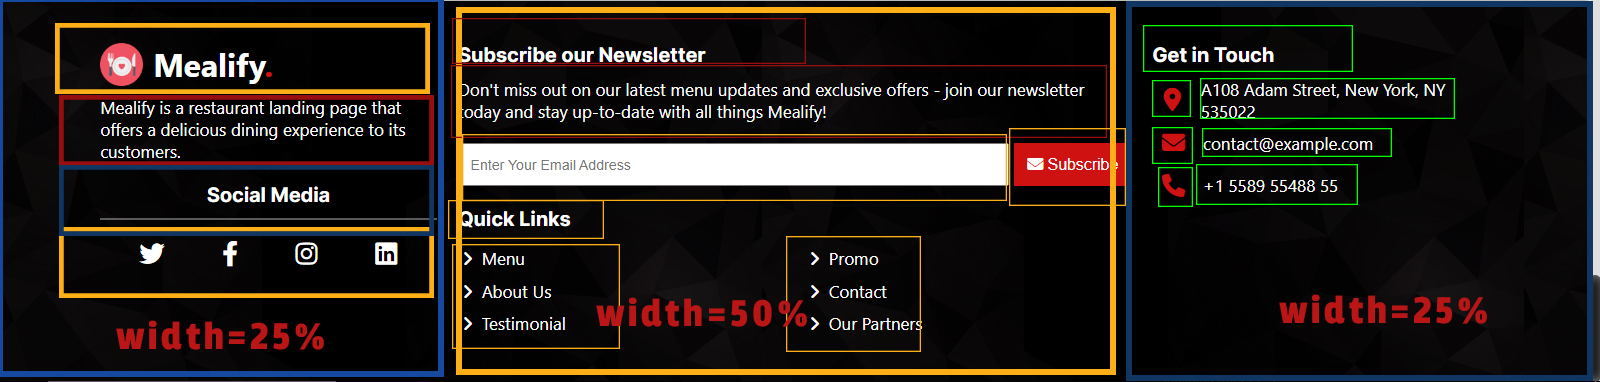 Mealify.
Mealify is a restaurant landing page that
offers a delicious dining experience to its
customers.
Social Media
width=25%
Subscribe our Newsletter
Don't miss out on our latest menu updates and exclusive offers - join our newsletter
today and stay up-to-date with all things Mealify!
Enter Your Email Address
Subscribe
Quick Links
Menu
About Us
Testimonial
Promo
Contact
Our Partners
width=50%
Get in Touch
A108 Adam Street, New York, NY
535022
contact@example.com
+1 5589 55488 55
width=25%